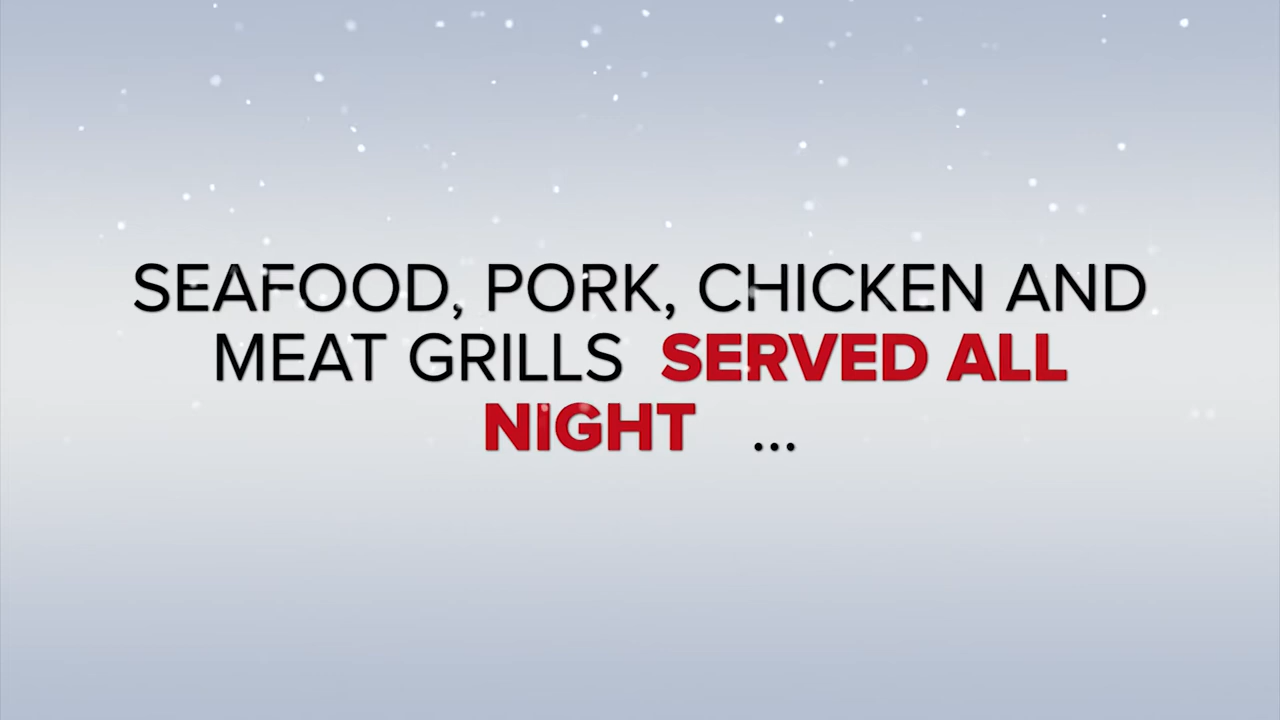 SEAFOOD, PORK, CHICKEN AND
MEAT GRILLS SERVED ALL
NIGHT ...